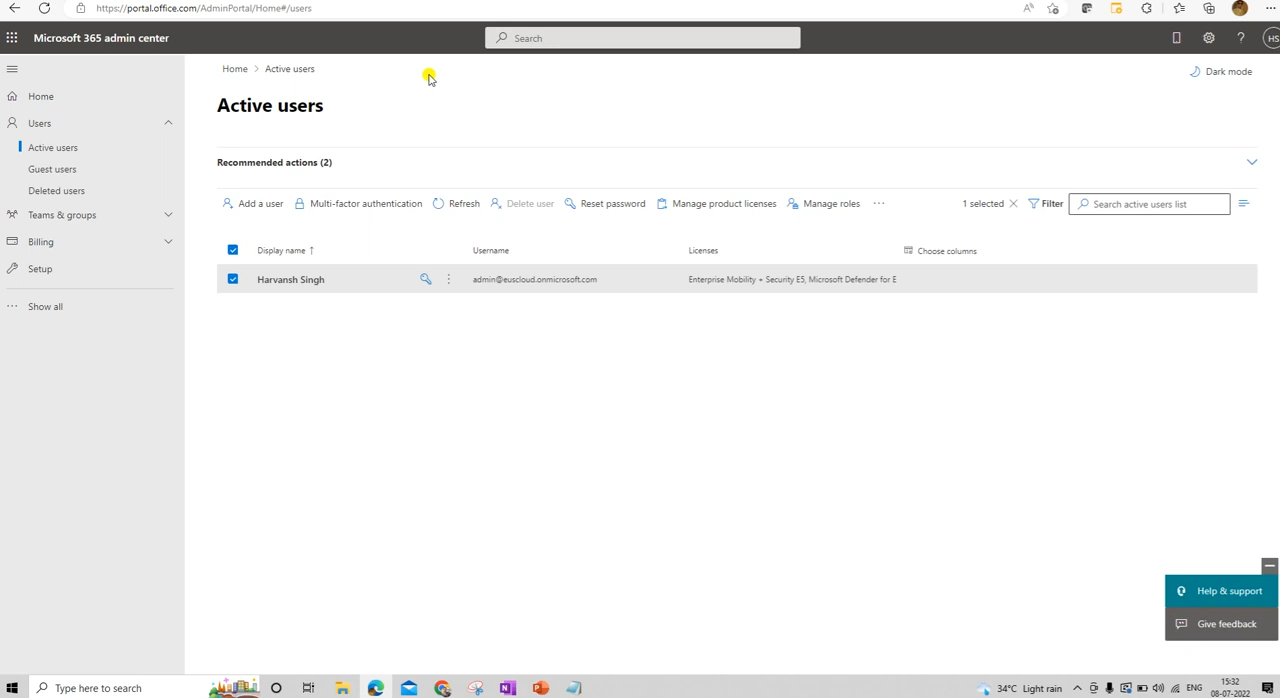 https://portal.office.com/AdminPortal/Home#/users
Microsoft 365 admin center
Search
HS
Home > Active users
Dark mode
Active users
Home
Users
Active users
Guest users
Deleted users
Teams & groups
Billing
Setup
Show all
Recommended actions (2)
Add a user Multi-factor authentication Refresh Delete user Reset password Manage product licenses Manage roles ... 1 selected Filter Search active users list
Display name ↑ Username Licenses Choose columns
Harvansh Singh admin@euscloud.onmicrosoft.com Enterprise Mobility + Security E5, Microsoft Defender for E
Help & support
Give feedback
Type here to search
34°C Light rain
ENG
15:32
08-07-2022